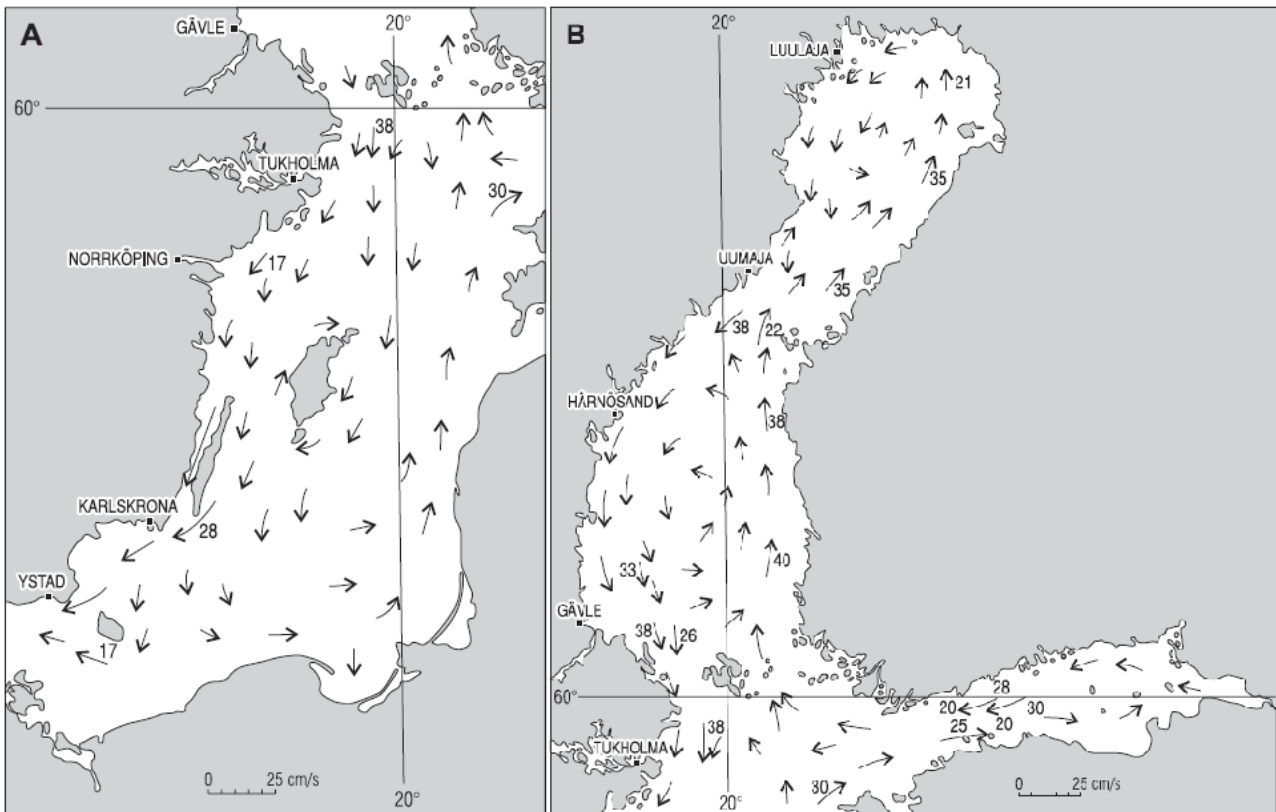 A
GÄVLE
20°
60°
38
TUKHOLMA
30
NORRKÖPING
17
KARLSKRONA
28
YSTAD
17
0 25 cm/s
20°
B
20°
LUULAJA
21
35
UUMAJA
35
38
22
HÄRNÖSAND
38
40
33
GÄVLE
38
26
60°
28
20
30
25
20
38
TUKHOLMA
30
20°
0 25 cm/s